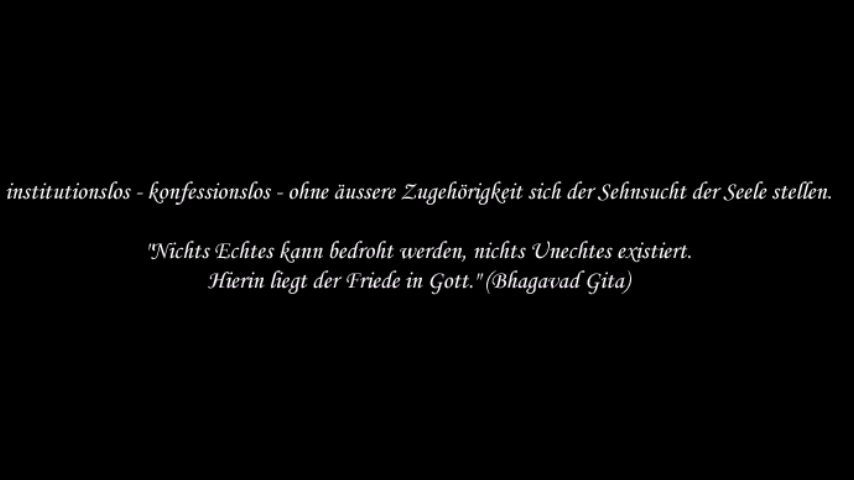 institutionslos - konfessionslos - ohne äussere Zugehörigkeit sich der Sehnsucht der Seele stellen.
"Nichts Echtes kann bedroht werden, nichts Unechtes existiert.
Hierin liegt der Friede in Gott." (Bhagavad Gita)